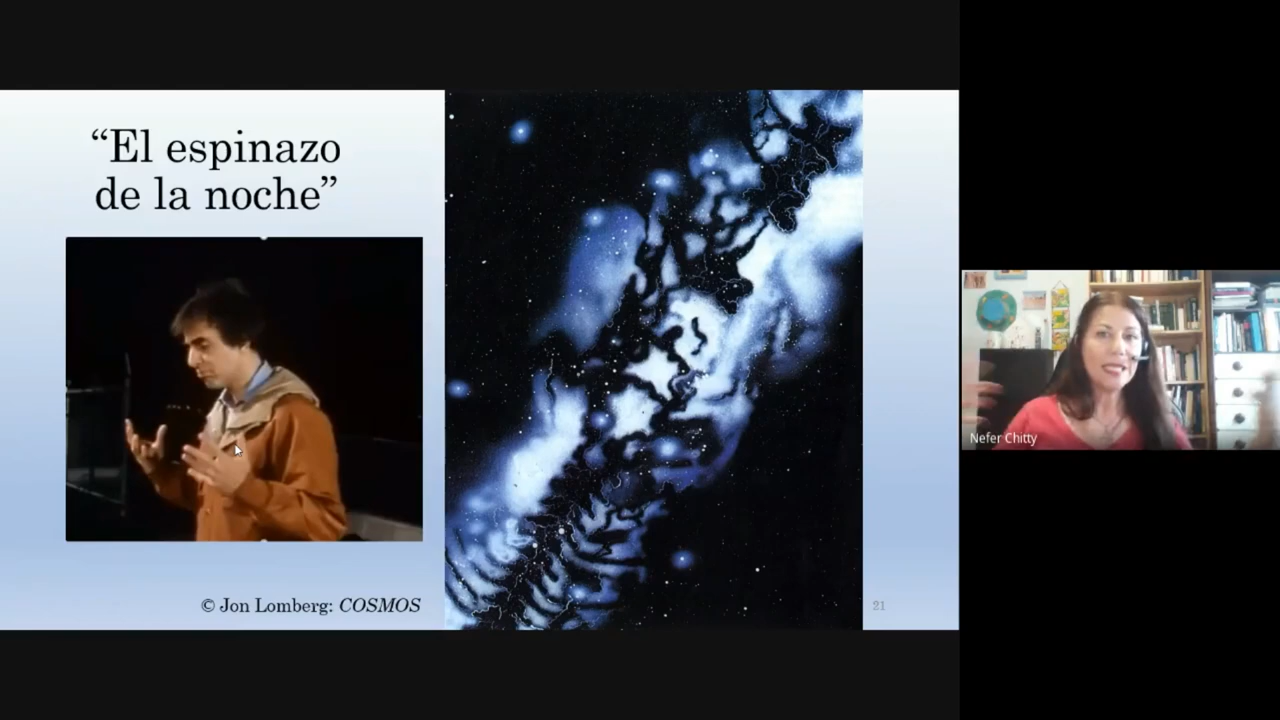 “El espinazo
de la noche”
© Jon Lomberg: COSMOS
21
Nefer Chitty